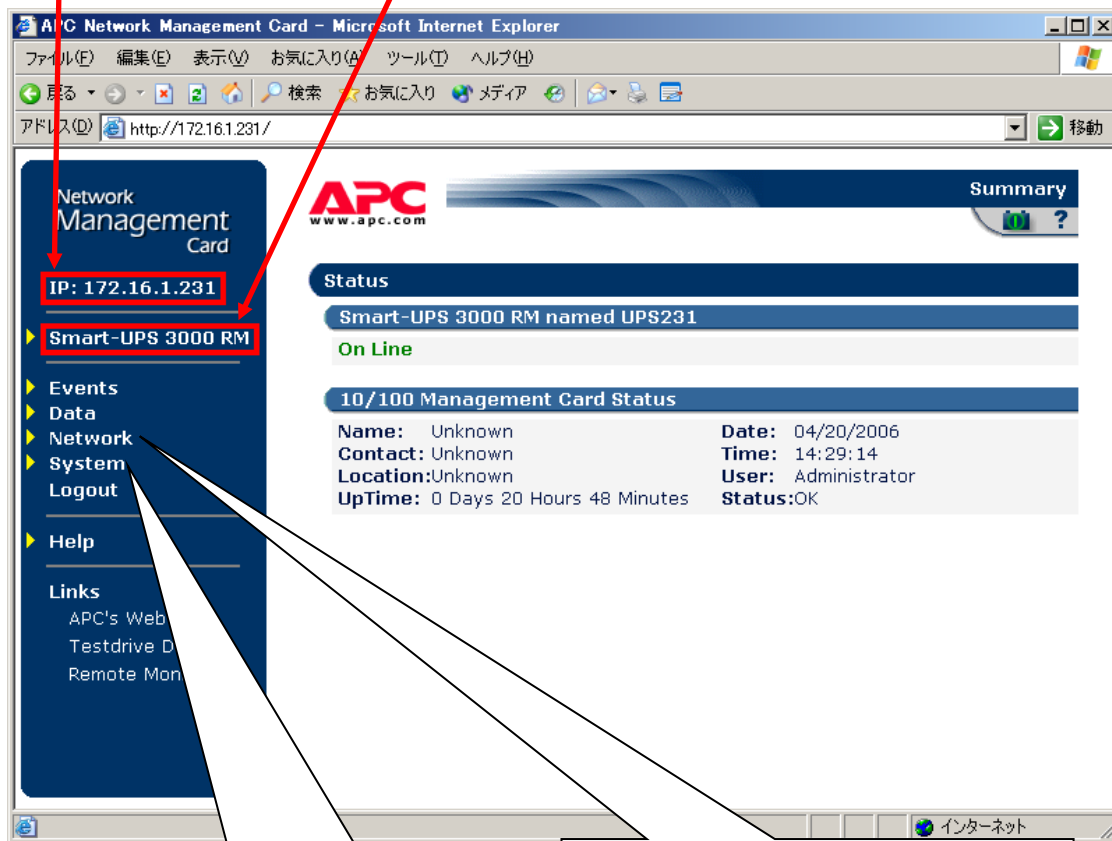 APC Network Management Card - Microsoft Internet Explorer
ファイル(F) 編集(E) 表示(V) お気に入り(A) ツール(T) ヘルプ(H)
戻る 検索 お気に入り メディア
アドレス(D) http://172.16.1.231/ 移動
Network
Management
Card
IP: 172.16.1.231
Smart-UPS 3000 RM
Events
Data
Network
System
Logout
Help
Links
APC's Web
Testdrive D
Remote Mon
APC
www.apc.com
Summary
?
Status
Smart-UPS 3000 RM named UPS231
On Line
10/100 Management Card Status
Name: Unknown Date: 04/20/2006
Contact: Unknown Time: 14:29:14
Location:Unknown User: Administrator
UpTime: 0 Days 20 Hours 48 Minutes Status:OK
インターネット